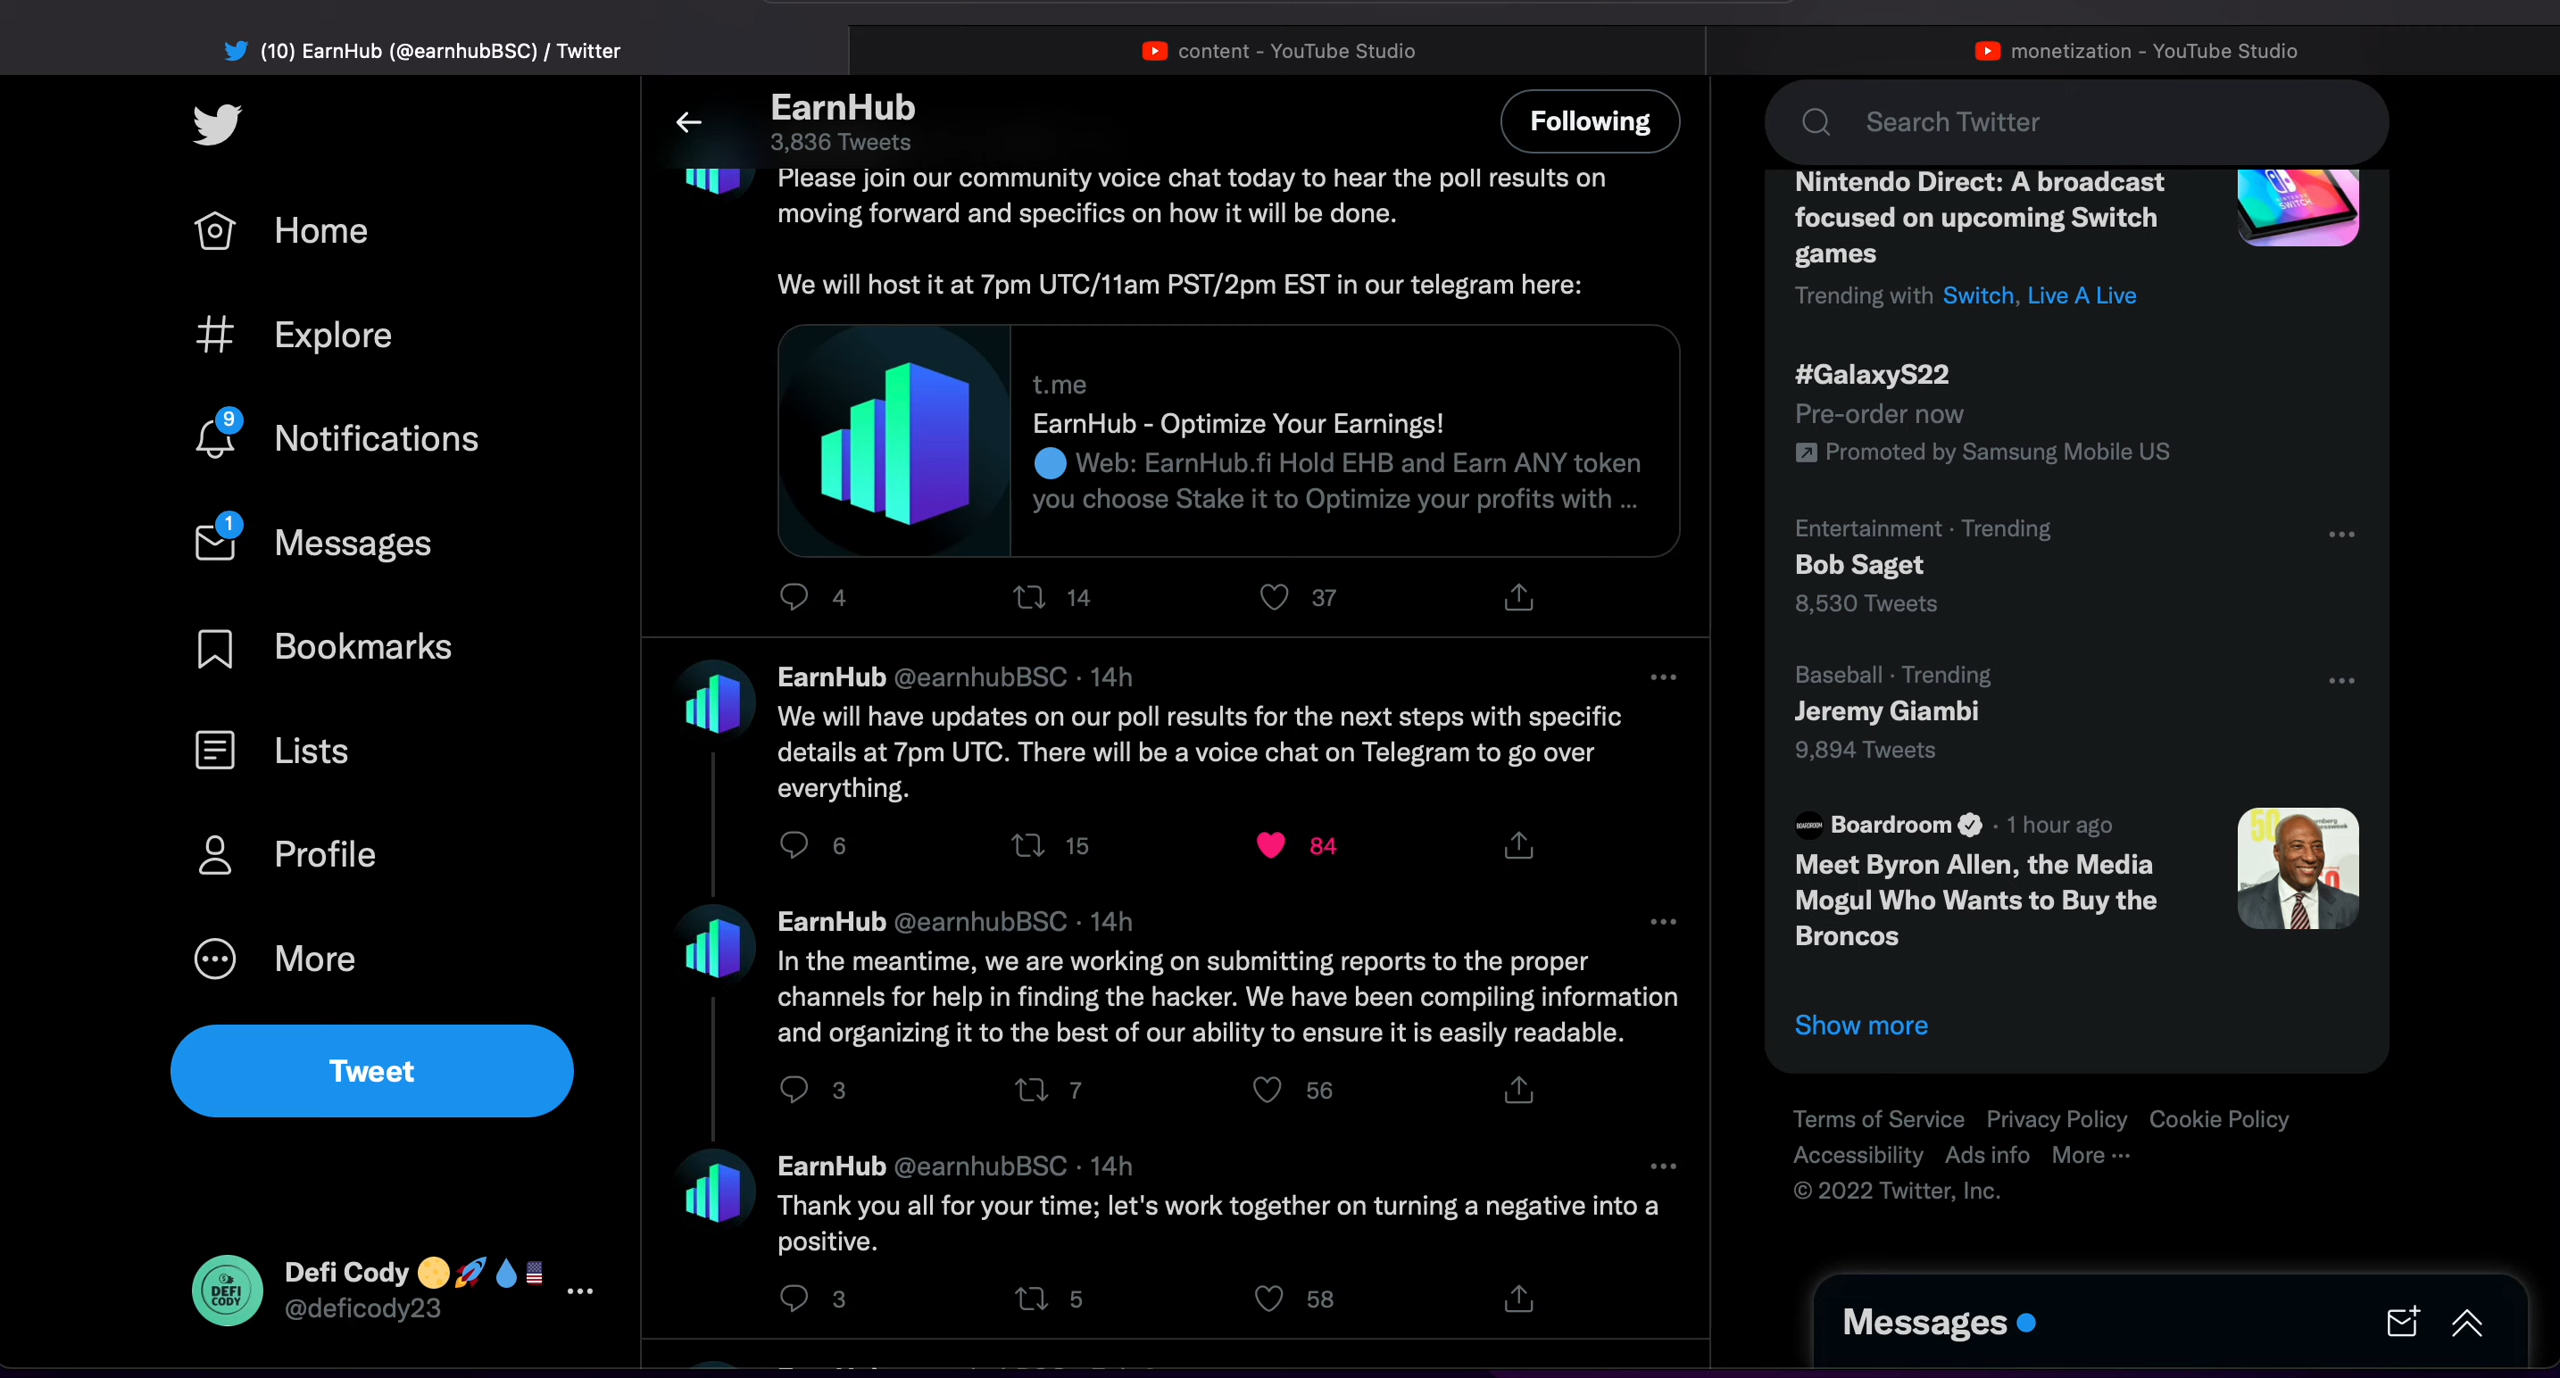 (10) EarnHub (@earnhubBSC) / Twitter
content - YouTube Studio
monetization - YouTube Studio
Home
Explore
9
Notifications
1
Messages
Bookmarks
Lists
Profile
More
Tweet
DEFI
CODY
Defi Cody
@deficody23
EarnHub
3,836 Tweets
Following
Please join our community voice chat today to hear the poll results on
moving forward and specifics on how it will be done.
We will host it at 7pm UTC/11am PST/2pm EST in our telegram here:
t.me
EarnHub - Optimize Your Earnings!
Web: EarnHub.fi Hold EHB and Earn ANY token
you choose Stake it to Optimize your profits with ...
4 14 37
EarnHub @earnhubBSC · 14h
We will have updates on our poll results for the next steps with specific
details at 7pm UTC. There will be a voice chat on Telegram to go over
everything.
6 15 84
EarnHub @earnhubBSC · 14h
In the meantime, we are working on submitting reports to the proper
channels for help in finding the hacker. We have been compiling information
and organizing it to the best of our ability to ensure it is easily readable.
3 7 56
EarnHub @earnhubBSC · 14h
Thank you all for your time; let's work together on turning a negative into a
positive.
3 5 58
Search Twitter
Nintendo Direct: A broadcast
focused on upcoming Switch
games
Trending with Switch, Live A Live
#GalaxyS22
Pre-order now
Promoted by Samsung Mobile US
Entertainment · Trending
Bob Saget
8,530 Tweets
Baseball · Trending
Jeremy Giambi
9,894 Tweets
Boardroom · 1 hour ago
Meet Byron Allen, the Media
Mogul Who Wants to Buy the
Broncos
Show more
Terms of Service Privacy Policy Cookie Policy
Accessibility Ads info More ···
© 2022 Twitter, Inc.
Messages